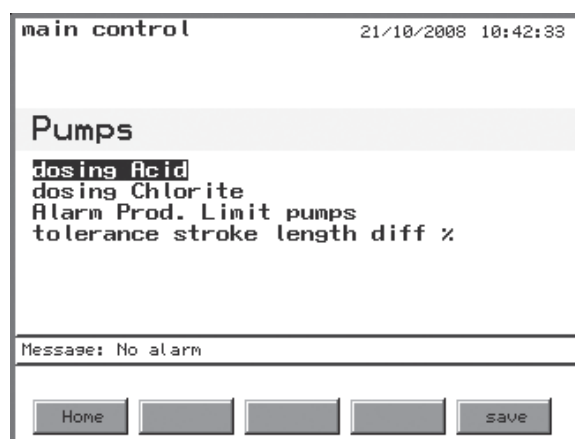 main control 21/10/2008 10:42:33
Pumps
dosing Acid
dosing Chlorite
Alarm Prod. Limit pumps
tolerance stroke length diff %
Message: No alarm
Home save